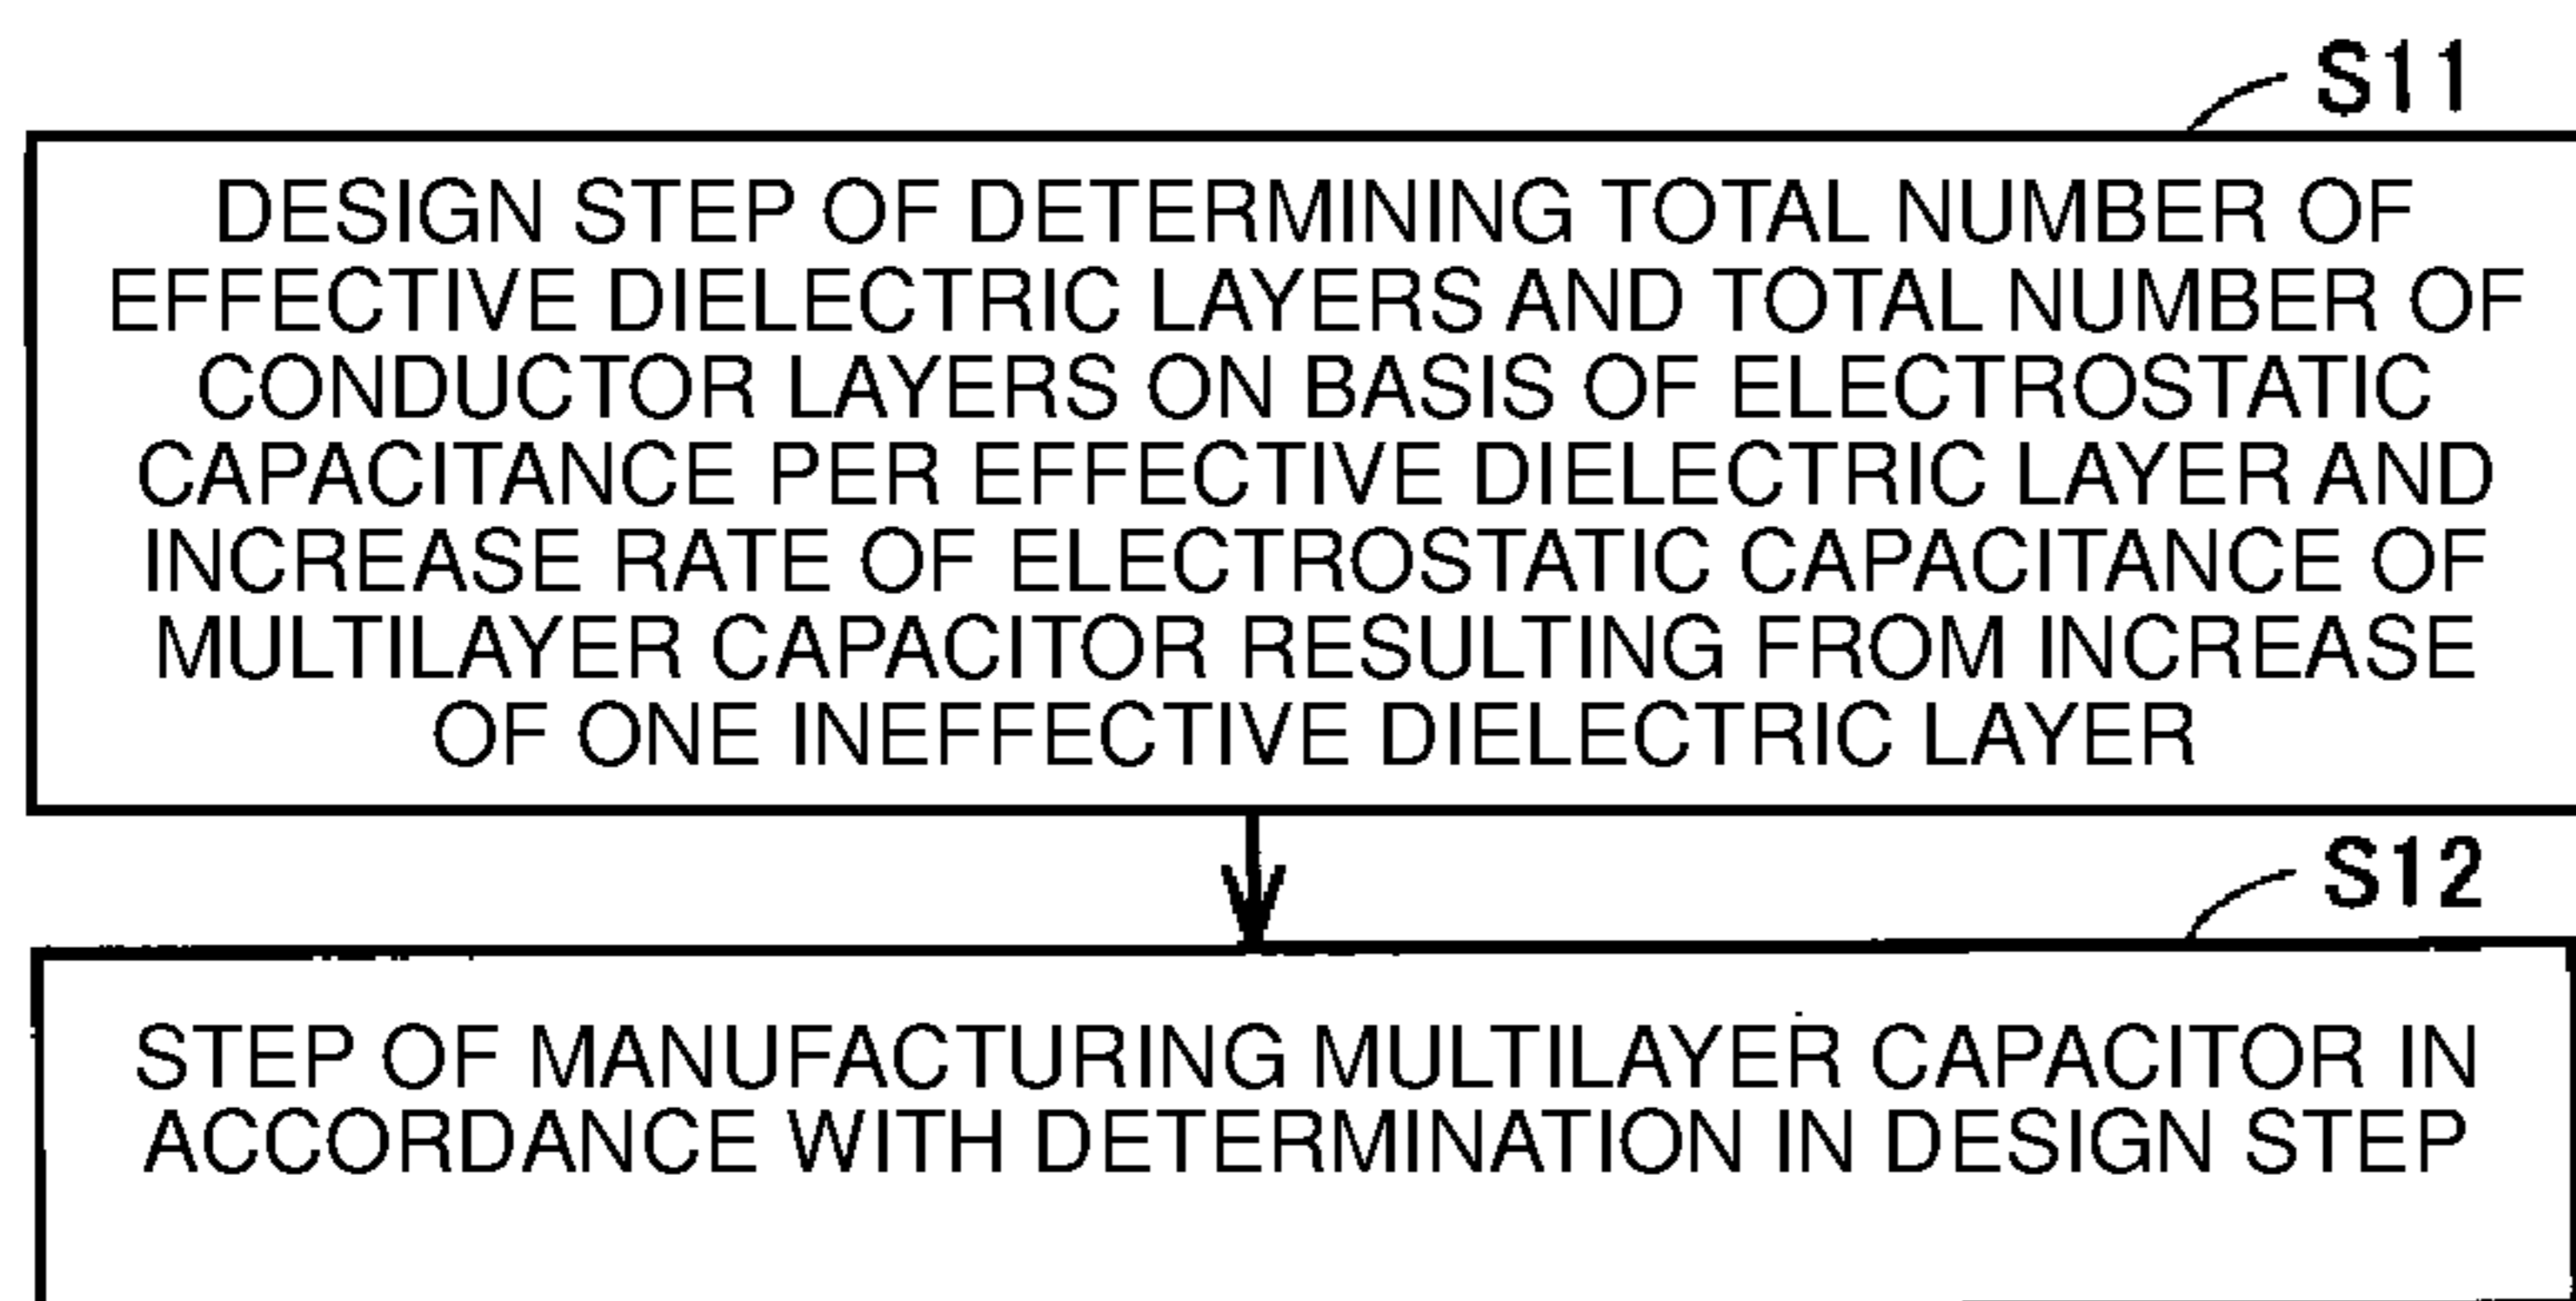 S11
DESIGN STEP OF DETERMINING TOTAL NUMBER OF
EFFECTIVE DIELECTRIC LAYERS AND TOTAL NUMBER OF
CONDUCTOR LAYERS ON BASIS OF ELECTROSTATIC
CAPACITANCE PER EFFECTIVE DIELECTRIC LAYER AND
INCREASE RATE OF ELECTROSTATIC CAPACITANCE OF
MULTILAYER CAPACITOR RESULTING FROM INCREASE
OF ONE INEFFECTIVE DIELECTRIC LAYER
S12
STEP OF MANUFACTURING MULTILAYER CAPACITOR IN
ACCORDANCE WITH DETERMINATION IN DESIGN STEP